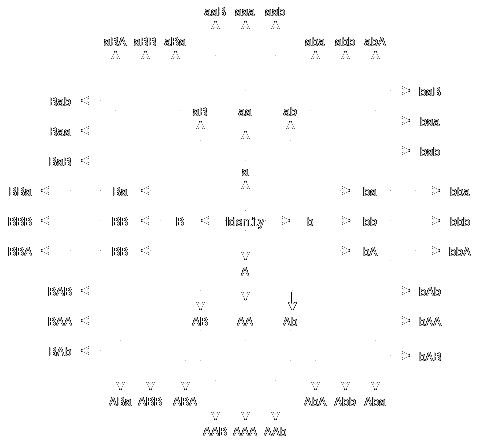 aaB aaa aab
aBA aBB aBa aba abb abA
baB
Bab
aB aa ab
baa
Baa
bab
BaB
a
BBa Ba ba bba
BBB BB B Identity b bb bbb
BBA BA bA bbA
A
BAB bAb
BAA AB AA Ab bAA
BAb bAB
ABa ABB ABA AbA Abb Aba
AAB AAA AAb